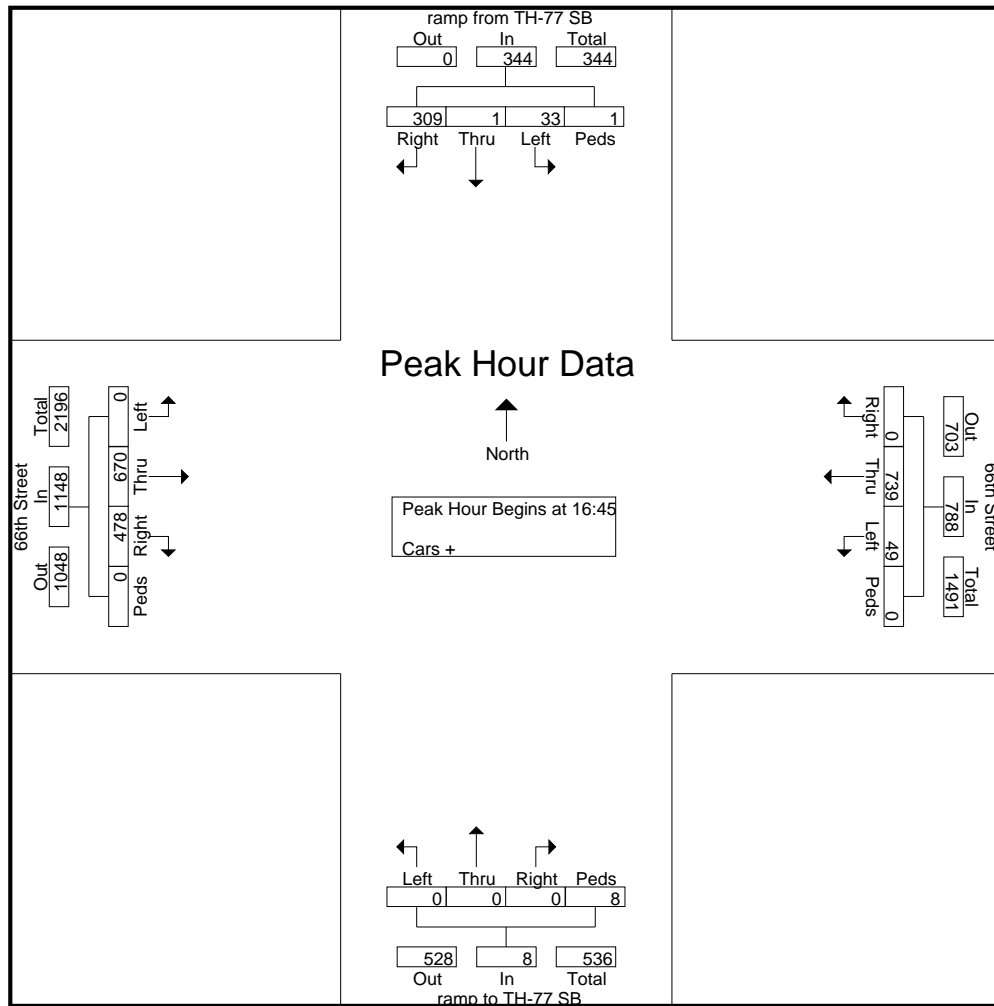 ramp from TH-77 SB
Out In Total
0 344 344
309 1 33 1
Right Thru Left Peds
Peak Hour Data
North
Peak Hour Begins at 16:45
Cars +
66th Street
Total In Out
2196 1148 1048
0 670 478 0
Left Thru Right Peds
Right Thru Left Peds
0 739 49 0
Out In Total
703 788 1491
66th Street
Left Thru Right Peds
0 0 0 8
528 8 536
Out In Total
ramp to TH-77 SB